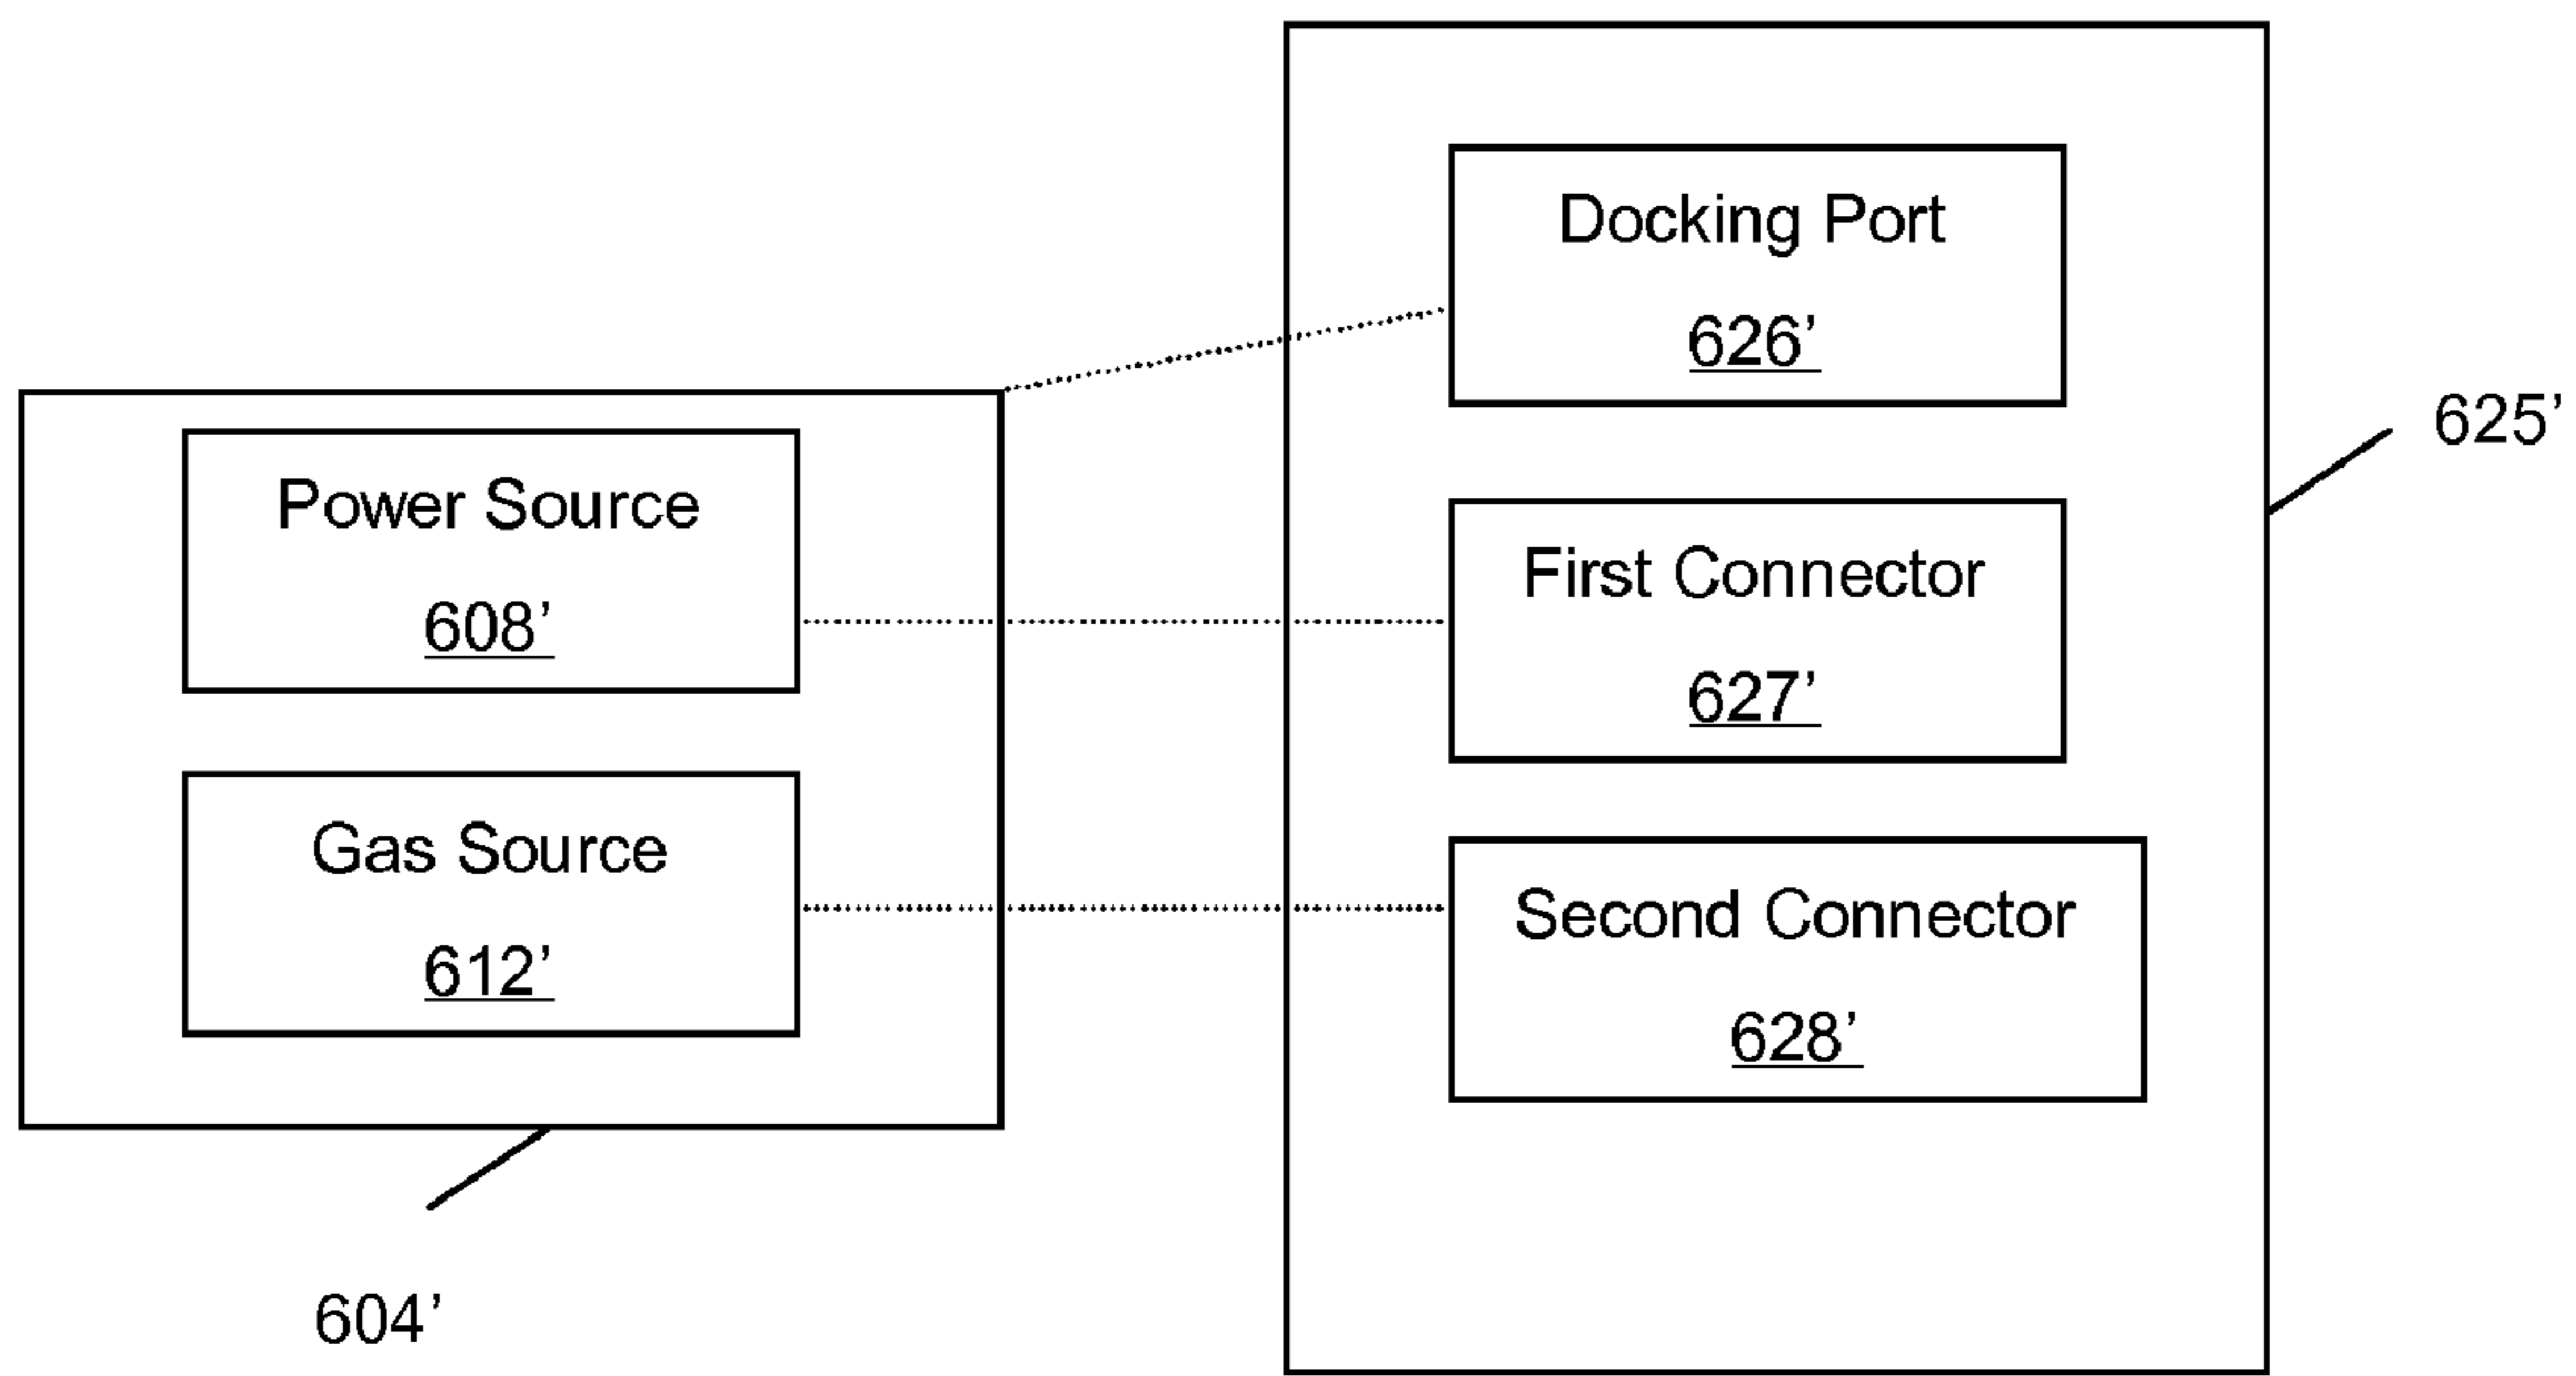 Docking Port
626’
625’
Power Source
608’
First Connector
627’
Gas Source
612’
Second Connector
628’
604’